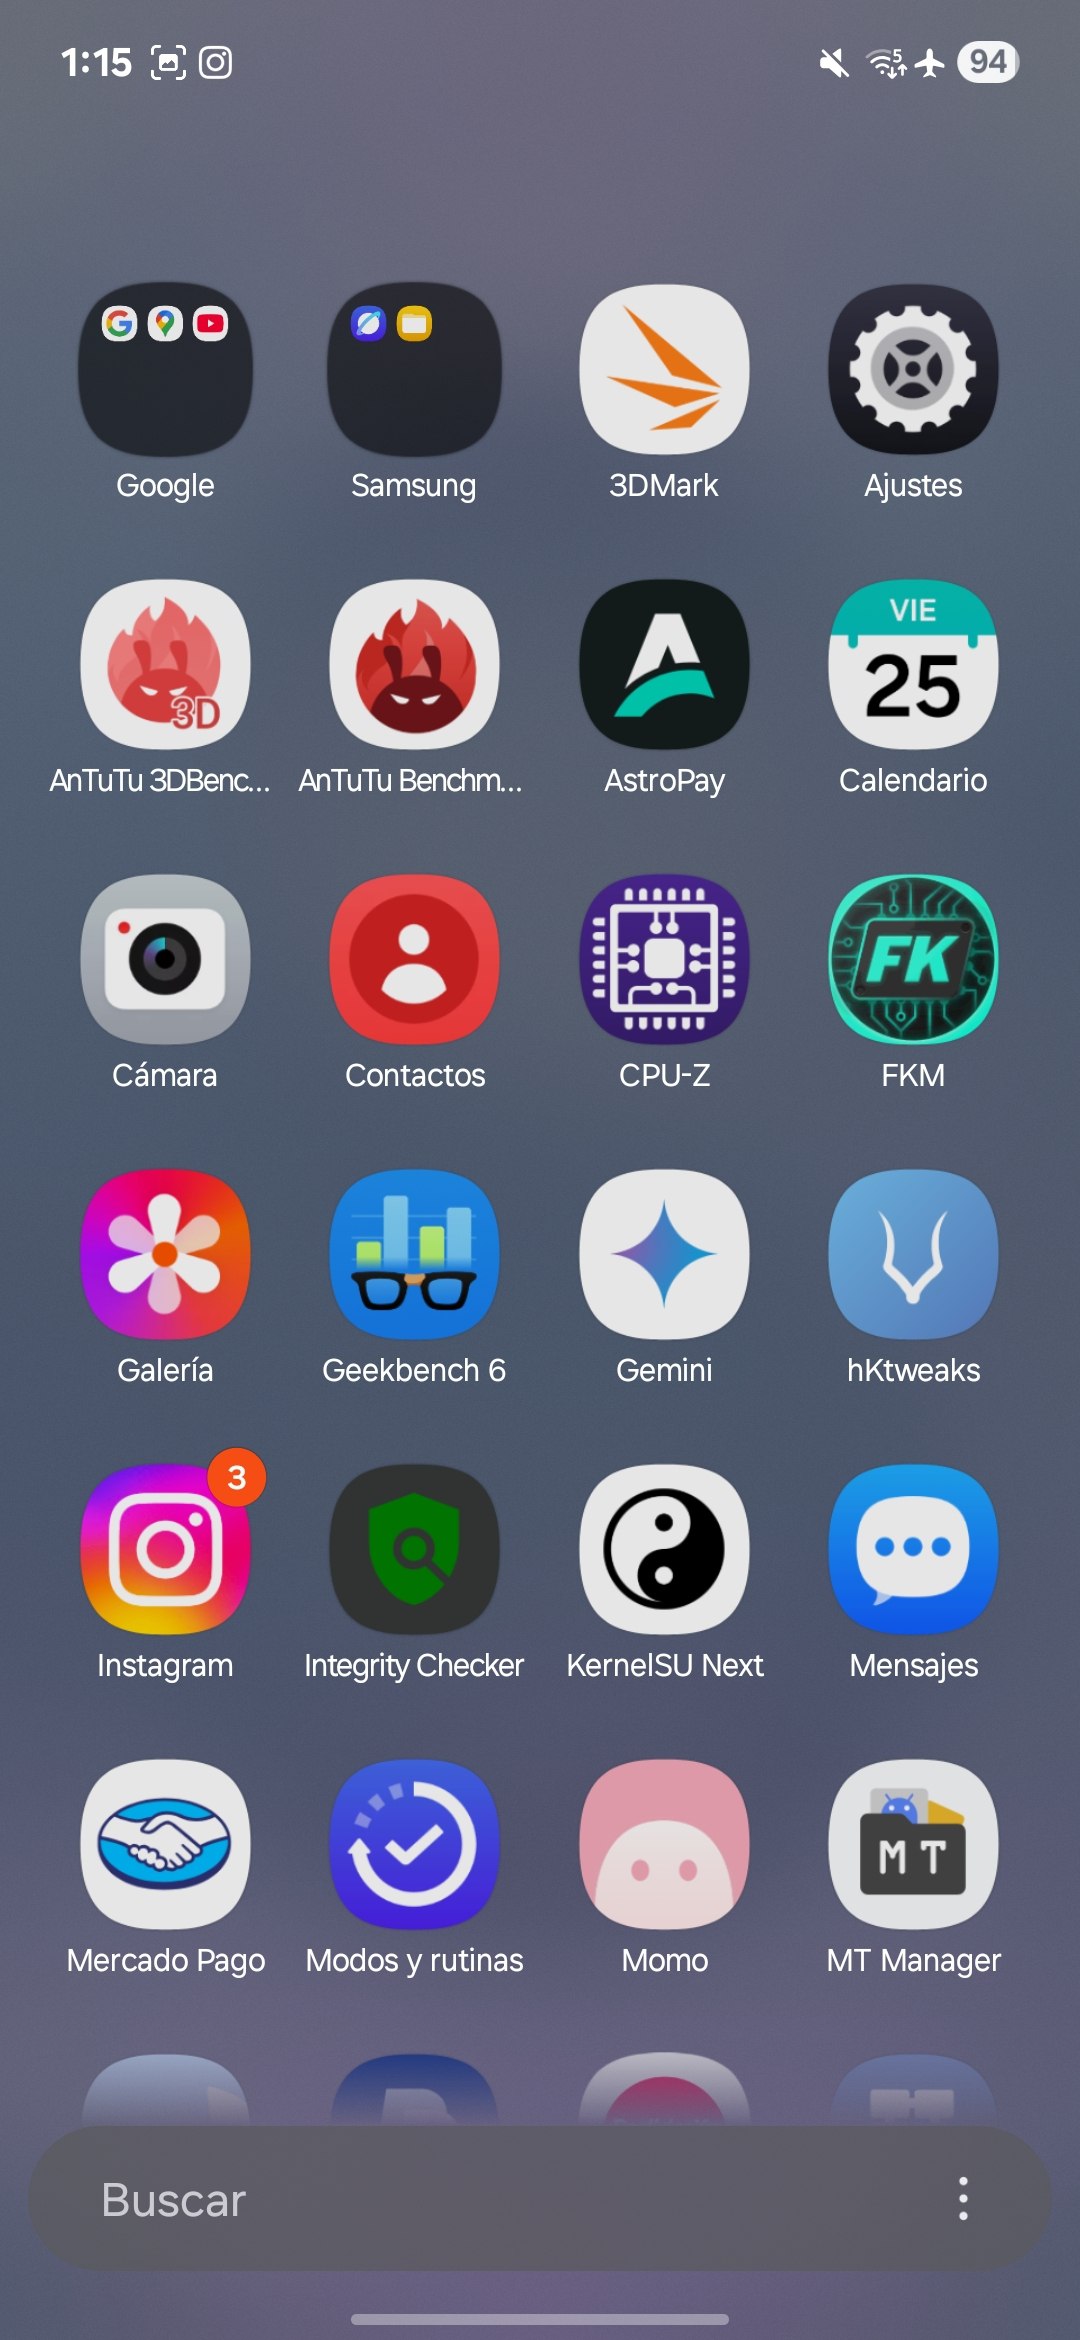 1:15
5
94
Google
Samsung
3DMark
Ajustes
3D
VIE
25
AnTuTu 3DBenc...
AnTuTu Benchm...
AstroPay
Calendario
FK
Cámara
Contactos
CPU-Z
FKM
Galería
Geekbench 6
Gemini
hKtweaks
3
Instagram
Integrity Checker
KernelSU Next
Mensajes
MT
Mercado Pago
Modos y rutinas
Momo
MT Manager
Buscar